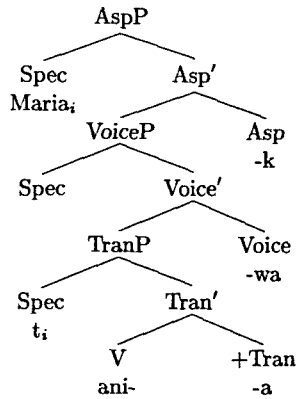 AspP
Spec Asp′
Maria_i
VoiceP Asp
-k
Spec Voice′
TranP Voice
-wa
Spec Tran′
t_i
V +Tran
ani- -a